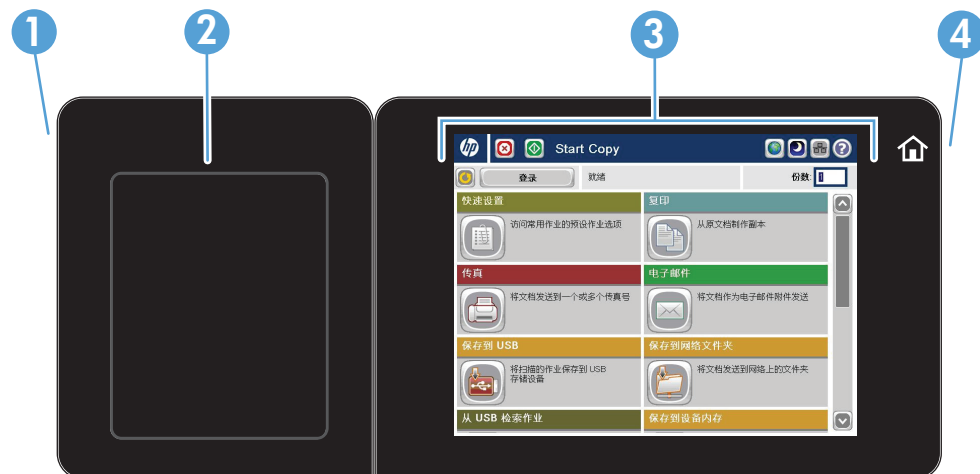 1
2
3
4
hp
Start Copy
?
登录
就绪
份数:
1
快速设置
访问常用作业的预设作业选项
复印
从原文档制作副本
传真
将文档发送到一个或多个传真号
电子邮件
将文档作为电子邮件附件发送
保存到 USB
将扫描的作业保存到 USB
存储设备
保存到网络文件夹
将文档发送到网络上的文件夹
从 USB 检索作业
保存到设备内存